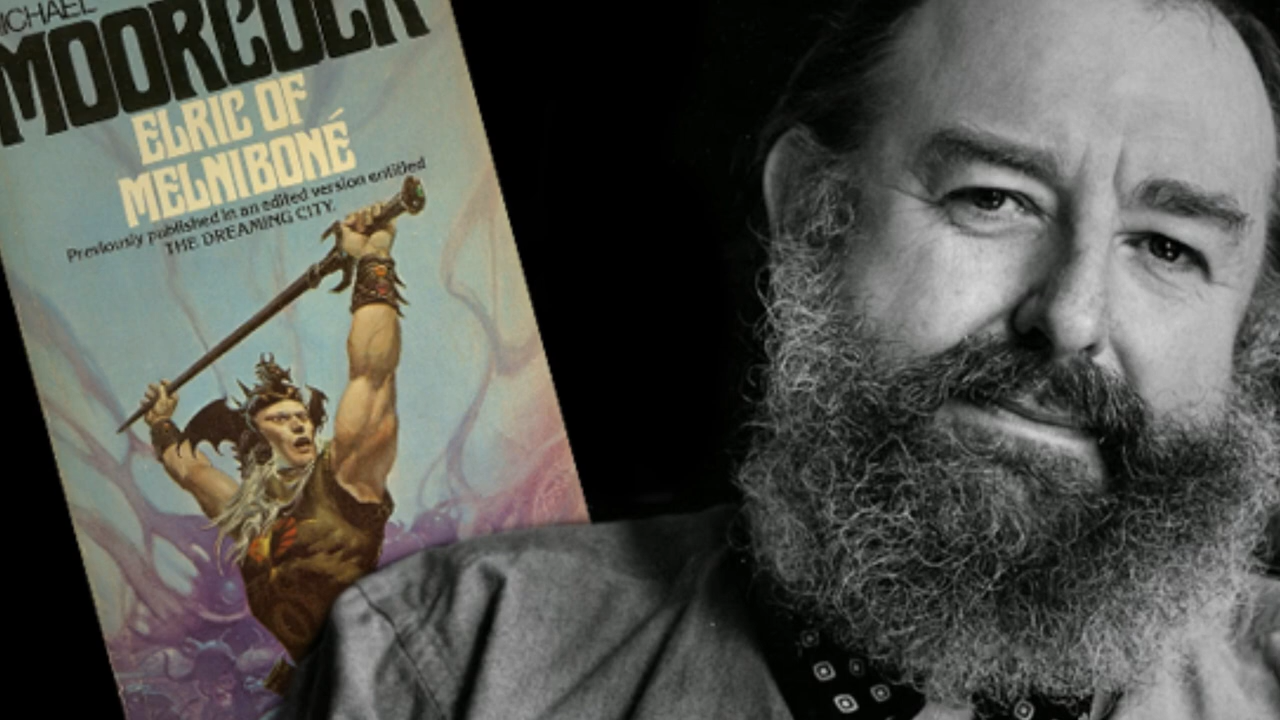 MICHAEL
MOORCOCK
ELRIC OF
MELNIBONÉ
Previously published in an edited version entitled
THE DREAMING CITY.